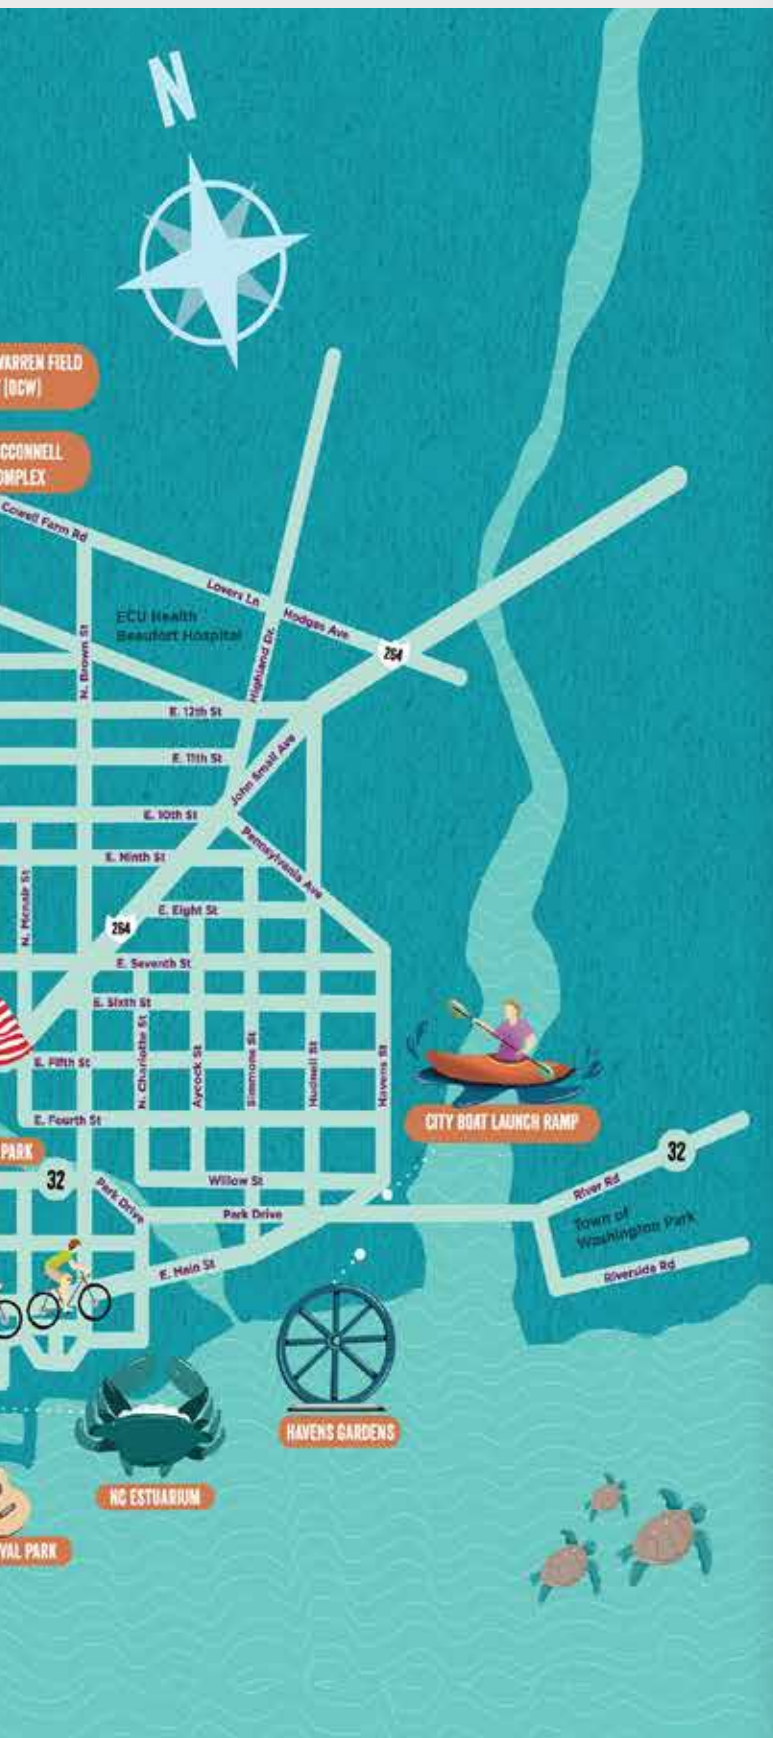 N
WARREN FIELD
(OCW)
CCONNELL
OMPLEX
Cowell Farm Rd
Lovers Ln
Hodges Ave
ECU Health
Beaufort Hospital
N. Brown St
Highland Dr.
264
E. 12th St
John Small Ave
E. 11th St
E. 10th St
Pennsylvania Ave
E. Ninth St
N. Mcnair St
E. Eight St
264
E. Seventh St
E. Sixth St
N. Charlotte St
Aycock St
Simmons St
Hudnell St
Havens St
E. Fifth St
E. Fourth St
CITY BOAT LAUNCH RAMP
PARK
32
32
Willow St
River Rd
Park Drive
Park Drive
Town of
Washington Park
E. Main St
Riverside Rd
HAVENS GARDENS
NC ESTUARIUM
VAL PARK